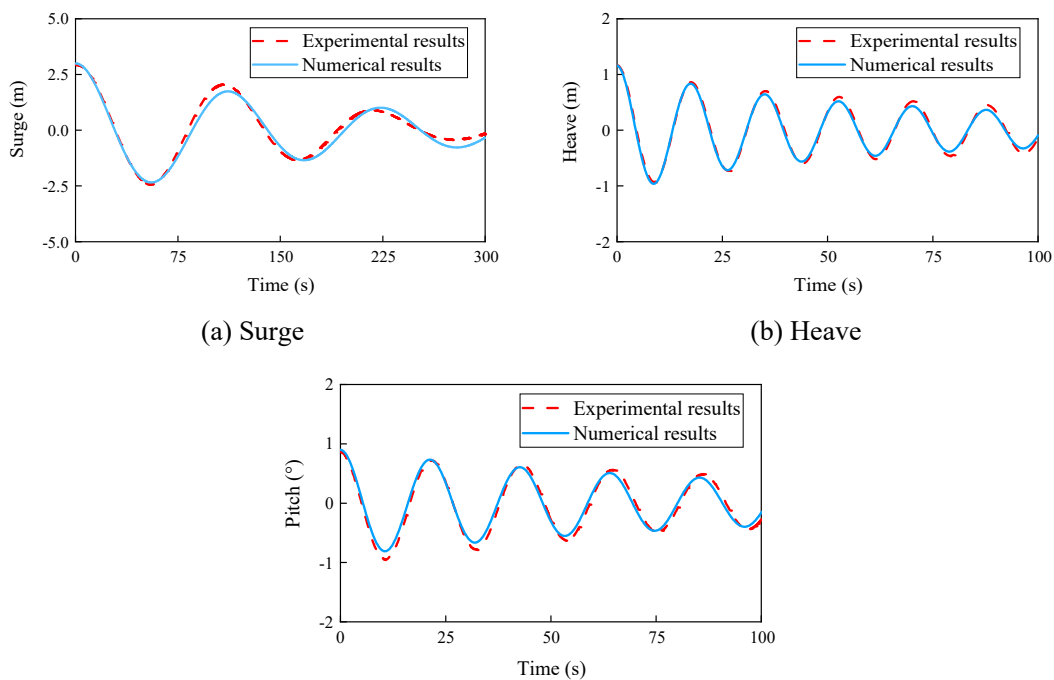 5.0
2.5
0.0
-2.5
-5.0
Surge (m)
Experimental results
Numerical results
0
75
150
225
300
Time (s)
(a) Surge
2
1
0
-1
-2
Heave (m)
Experimental results
Numerical results
0
25
50
75
100
Time (s)
(b) Heave
2
1
0
-1
-2
Pitch (°)
Experimental results
Numerical results
0
25
50
75
100
Time (s)